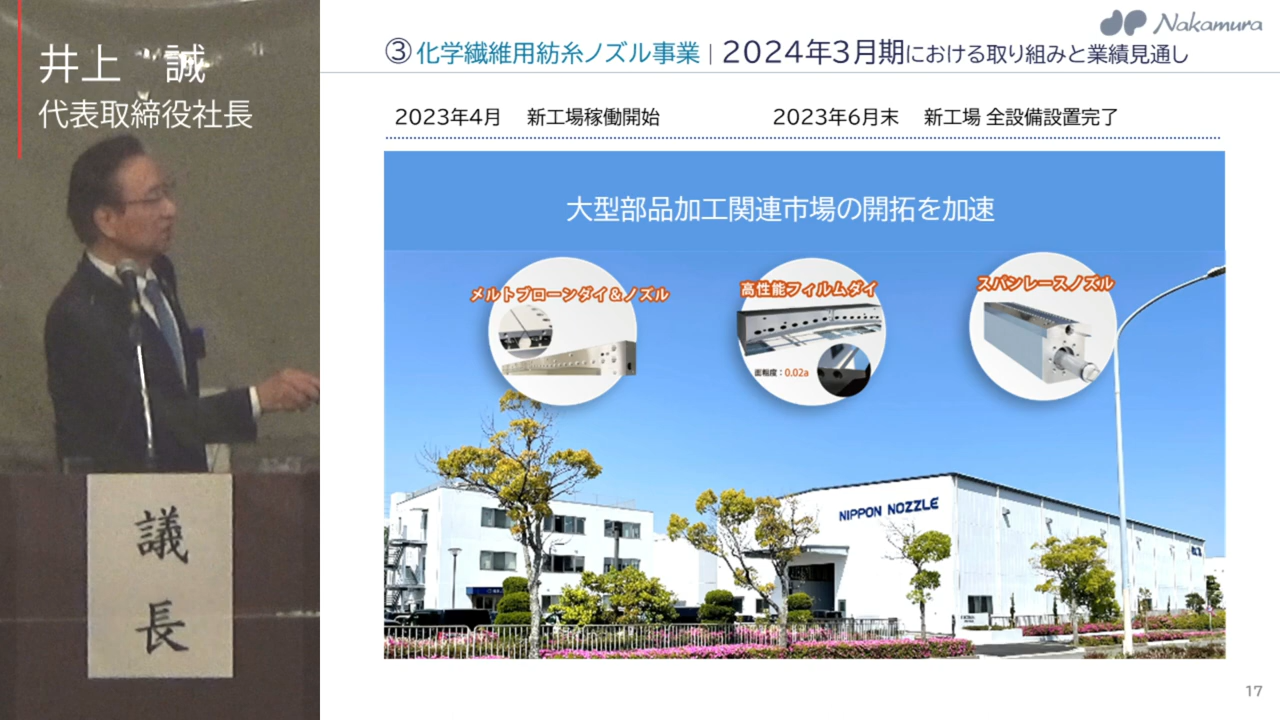 井上 誠
代表取締役社長
議長
Nakamura
③化学繊維用紡糸ノズル事業|2024年3月期における取り組みと業績見通し
2023年4月 新工場稼働開始
2023年6月末 新工場 全設備設置完了
大型部品加工関連市場の開拓を加速
メルトブローンダイ&ノズル
高性能フィルムダイ
スパンレースノズル
面粗度:0.02a
NIPPON NOZZLE
17